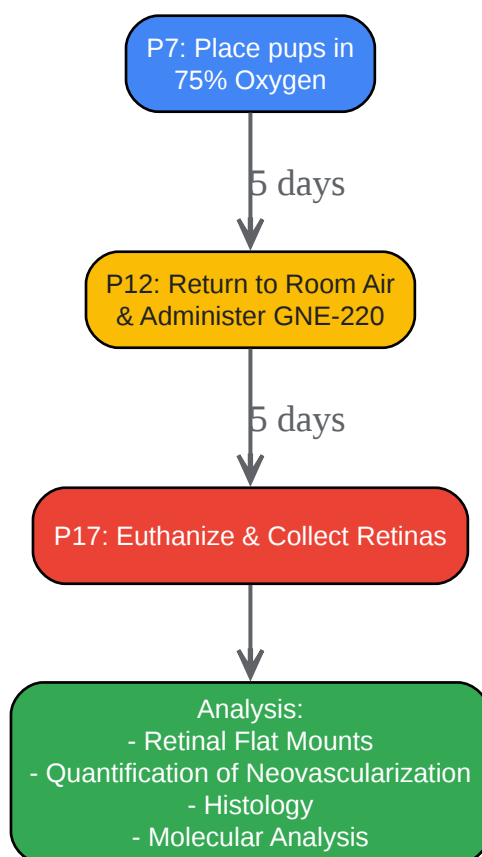 P7: Place pups in
75% Oxygen
5 days
P12: Return to Room Air
& Administer GNE-220
5 days
P17: Euthanize & Collect Retinas
Analysis:
- Retinal Flat Mounts
- Quantification of Neovascularization
- Histology
- Molecular Analysis